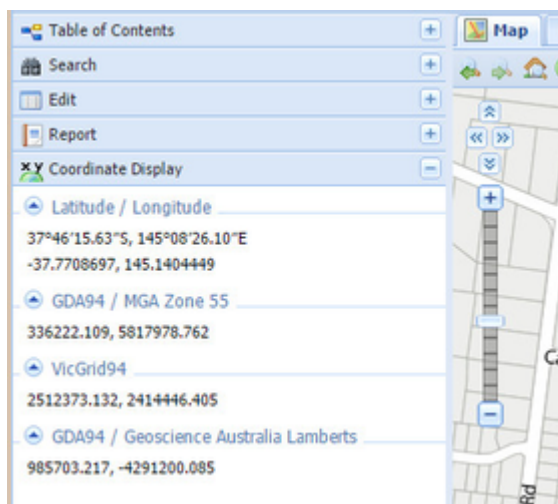 Table of Contents
Map
Search
Edit
Report
X Y Coordinate Display
Latitude / Longitude
37°46'15.63"S, 145°08'26.10"E
-37.7708697, 145.1404449
GDA94 / MGA Zone 55
336222.109, 5817978.762
VicGrid94
2512373.132, 2414446.405
GDA94 / Geoscience Australia Lamberts
985703.217, -4291200.085
Ca
Rd